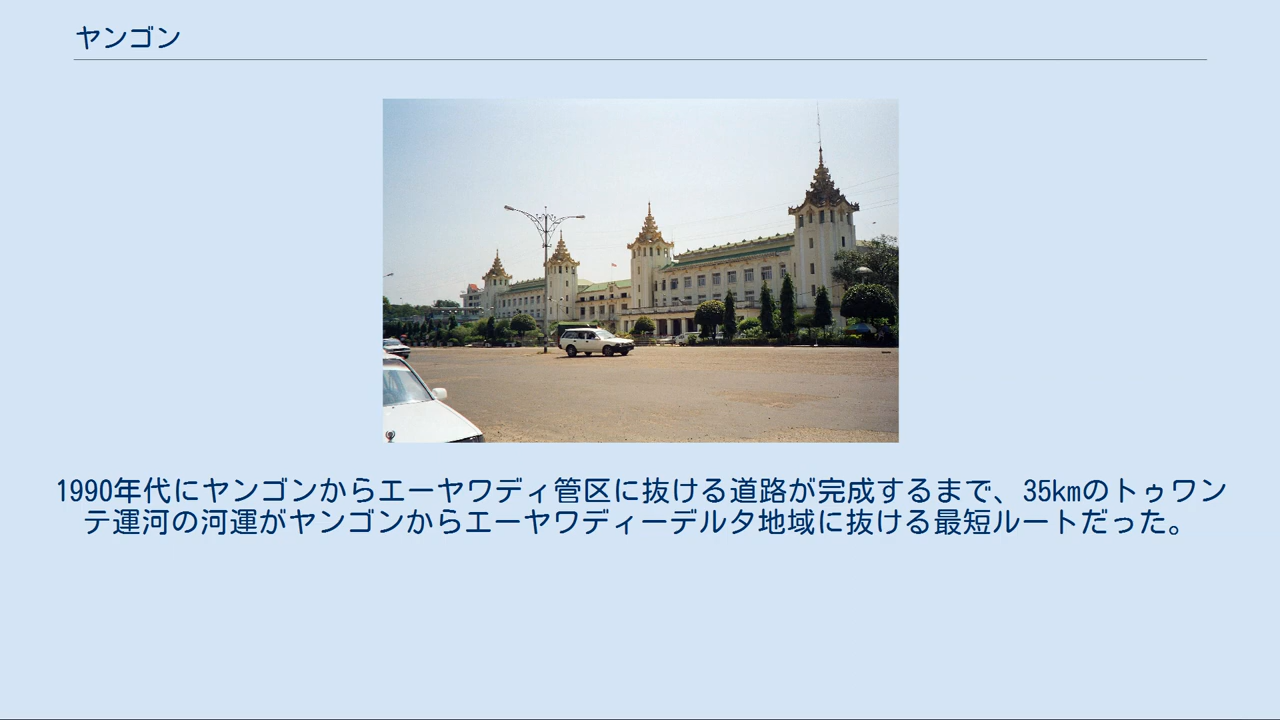 ヤンゴン
1990年代にヤンゴンからエーヤワディ管区に抜ける道路が完成するまで、35kmのトゥワン
テ運河の河運がヤンゴンからエーヤワディーデルタ地域に抜ける最短ルートだった。